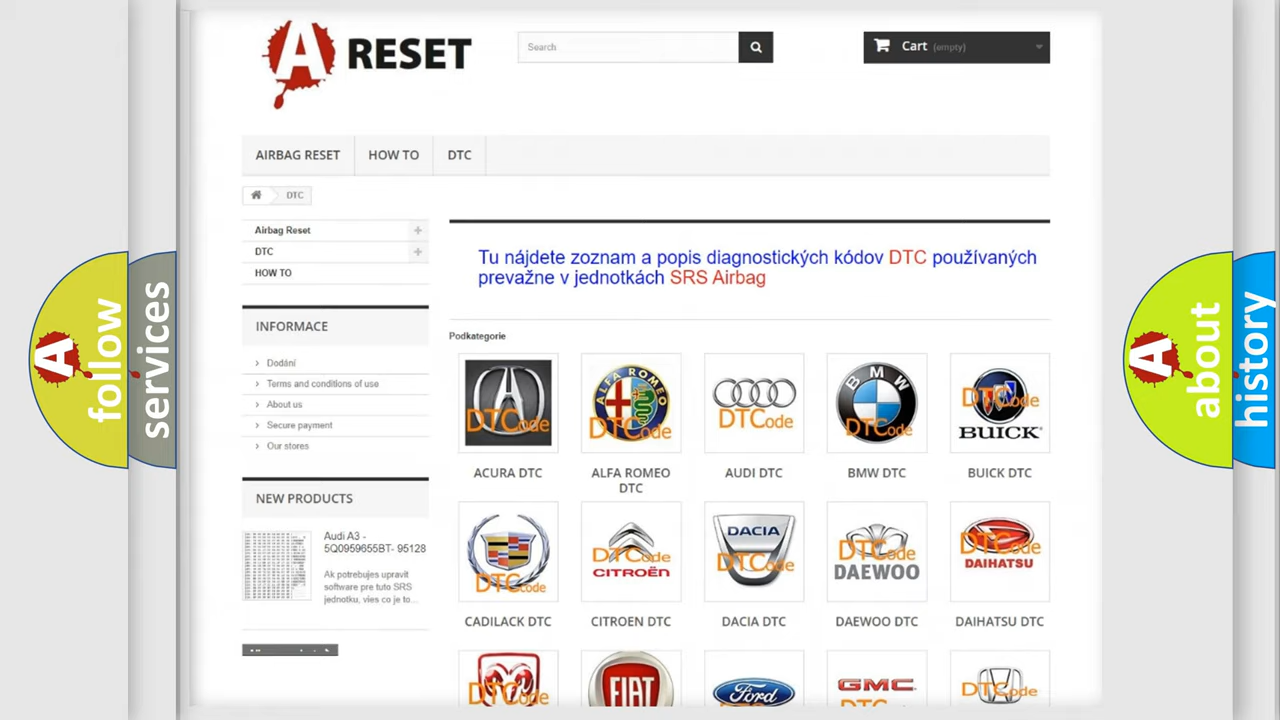 A RESET
Search
Cart (empty)
AIRBAG RESET
HOW TO
DTC
DTC
Airbag Reset
DTC
HOW TO
Tu nájdete zoznam a popis diagnostických kódov DTC používaných
prevažne v jednotkách SRS Airbag
INFORMACE
Podkategorie
Dodání
Terms and conditions of use
About us
Secure payment
Our stores
DTCode
ALFA ROMEO
DTCode
DTCode
BMW
DTCode
DTCode
BUICK
ACURA DTC
ALFA ROMEO
DTC
AUDI DTC
BMW DTC
BUICK DTC
NEW PRODUCTS
Audi A3 -
5Q0959655BT- 95128
Ak potrebujes upravit
software pre tuto SRS
jednotku, vies co je to...
DTCode
DTCode
CITROËN
DACIA
DTCode
DTCode
DAEWOO
DTCode
DAIHATSU
CADILACK DTC
CITROEN DTC
DACIA DTC
DAEWOO DTC
DAIHATSU DTC
DTCode
FIAT
Ford
GMC
DTCode
A follow
services
A about
history